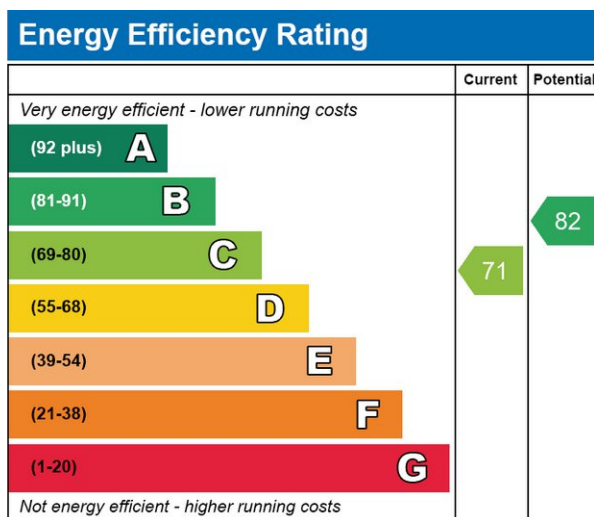 Energy Efficiency Rating
Current Potential
Very energy efficient - lower running costs
(92 plus) A
(81-91) B
82
(69-80) C
71
(55-68) D
(39-54) E
(21-38) F
(1-20) G
Not energy efficient - higher running costs